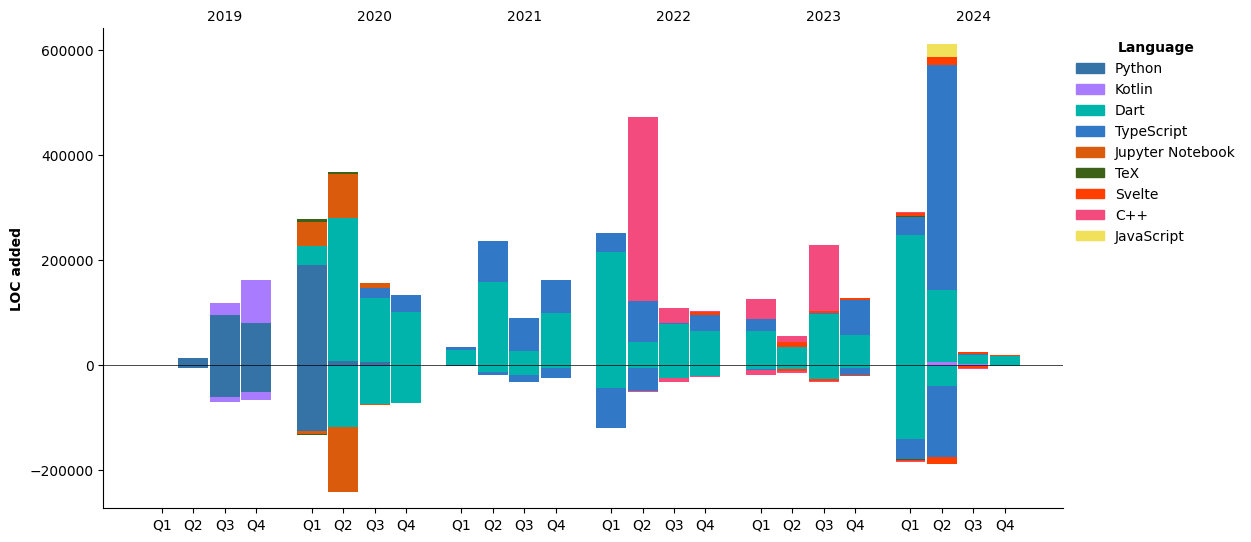 2019 2020 2021 2022 2023 2024
LOC added
600000
400000
200000
0
−200000
Q1 Q2 Q3 Q4 Q1 Q2 Q3 Q4 Q1 Q2 Q3 Q4 Q1 Q2 Q3 Q4 Q1 Q2 Q3 Q4 Q1 Q2 Q3 Q4
Language
Python
Kotlin
Dart
TypeScript
Jupyter Notebook
TeX
Svelte
C++
JavaScript